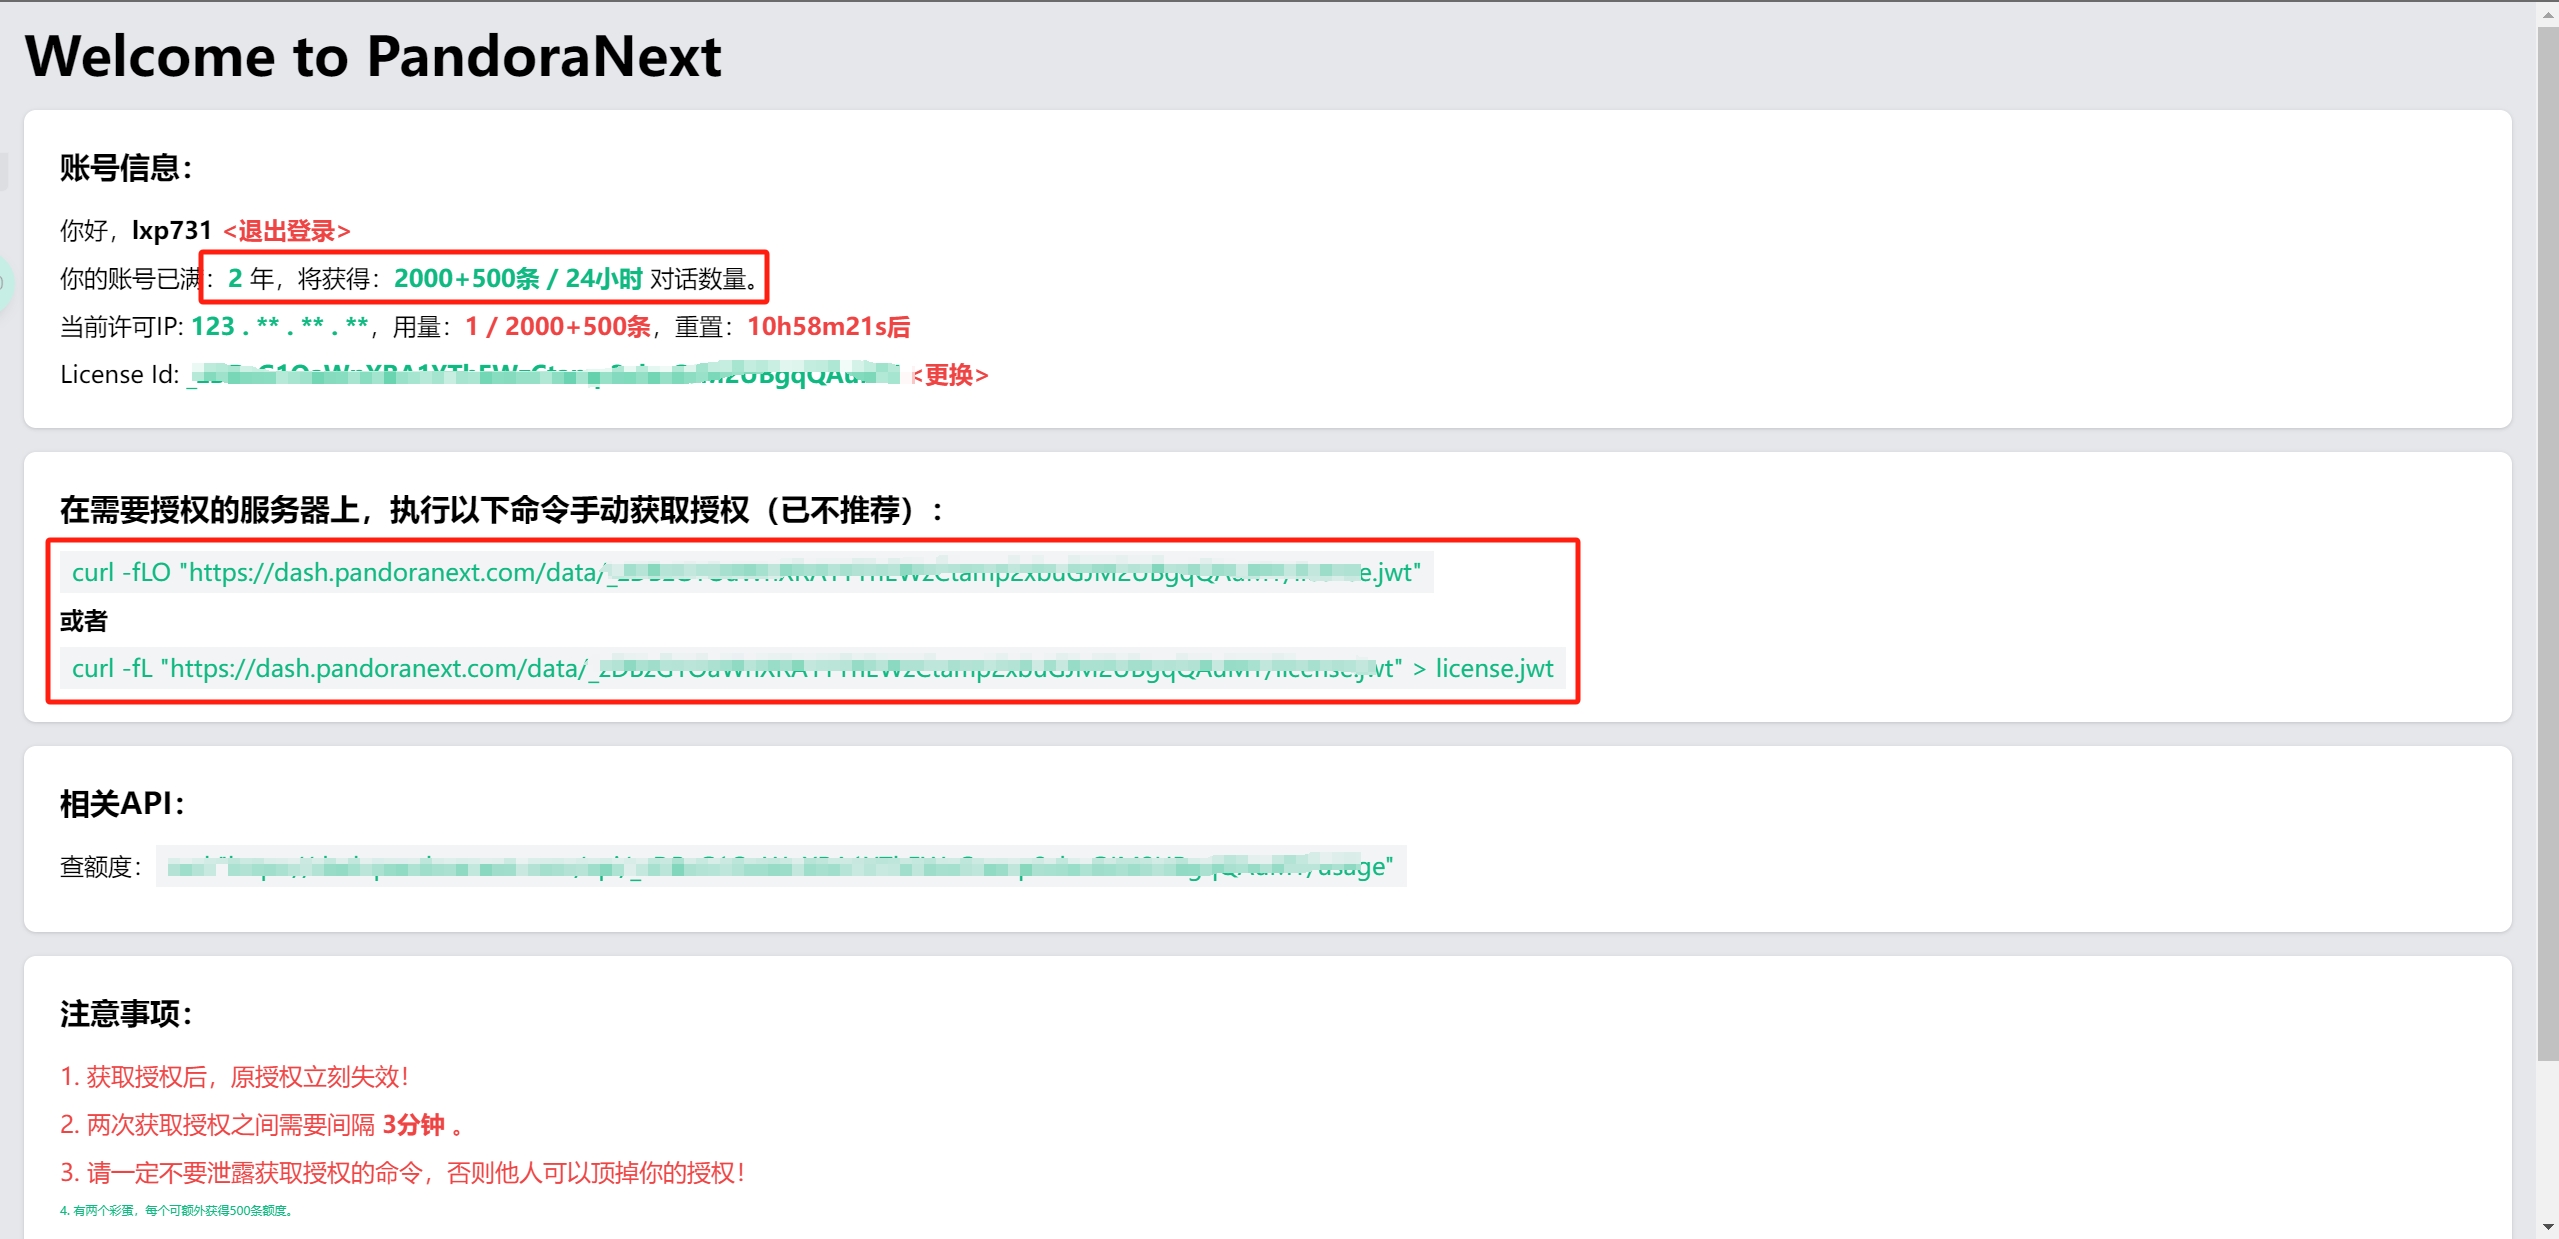 Welcome to PandoraNext
账号信息：
你好，lxp731 <退出登录>
你的账号已满：2 年，将获得：2000+500条 / 24小时 对话数量。
当前许可IP: 123 . ** . ** . **，用量：1 / 2000+500条，重置：10h58m21s后
License Id: <更换>
在需要授权的服务器上，执行以下命令手动获取授权（已不推荐）：
curl -fLO "https://dash.pandoranext.com/data/ e.jwt"
或者
curl -fL "https://dash.pandoranext.com/data/ wt" > license.jwt
相关API：
查额度： usage"
注意事项：
1. 获取授权后，原授权立刻失效！
2. 两次获取授权之间需要间隔 3分钟 。
3. 请一定不要泄露获取授权的命令，否则他人可以顶掉你的授权！
4. 有两个彩蛋，每个可额外获得500条额度。